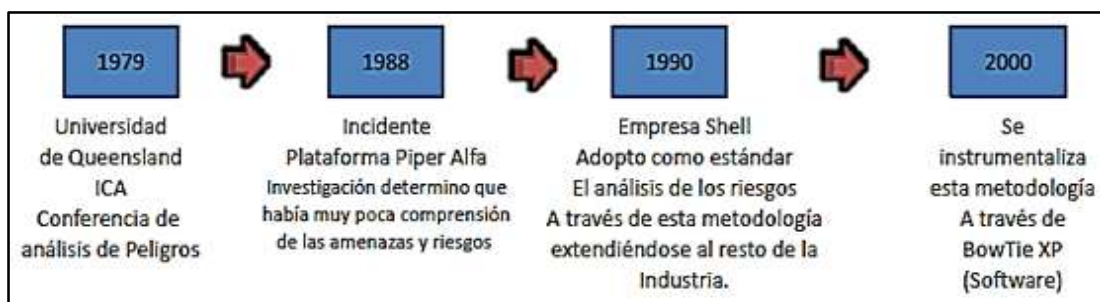 1979
Universidad
de Queensland
ICA
Conferencia de
análisis de Peligros
1988
Incidente
Plataforma Piper Alfa
Investigación determino que
había muy poca comprensión
de las amenazas y riesgos
1990
Empresa Shell
Adopto como estándar
El análisis de los riesgos
A través de esta metodología
extendiéndose al resto de la
Industria.
2000
Se
instrumentaliza
esta metodología
A través de
BowTie XP
(Software)